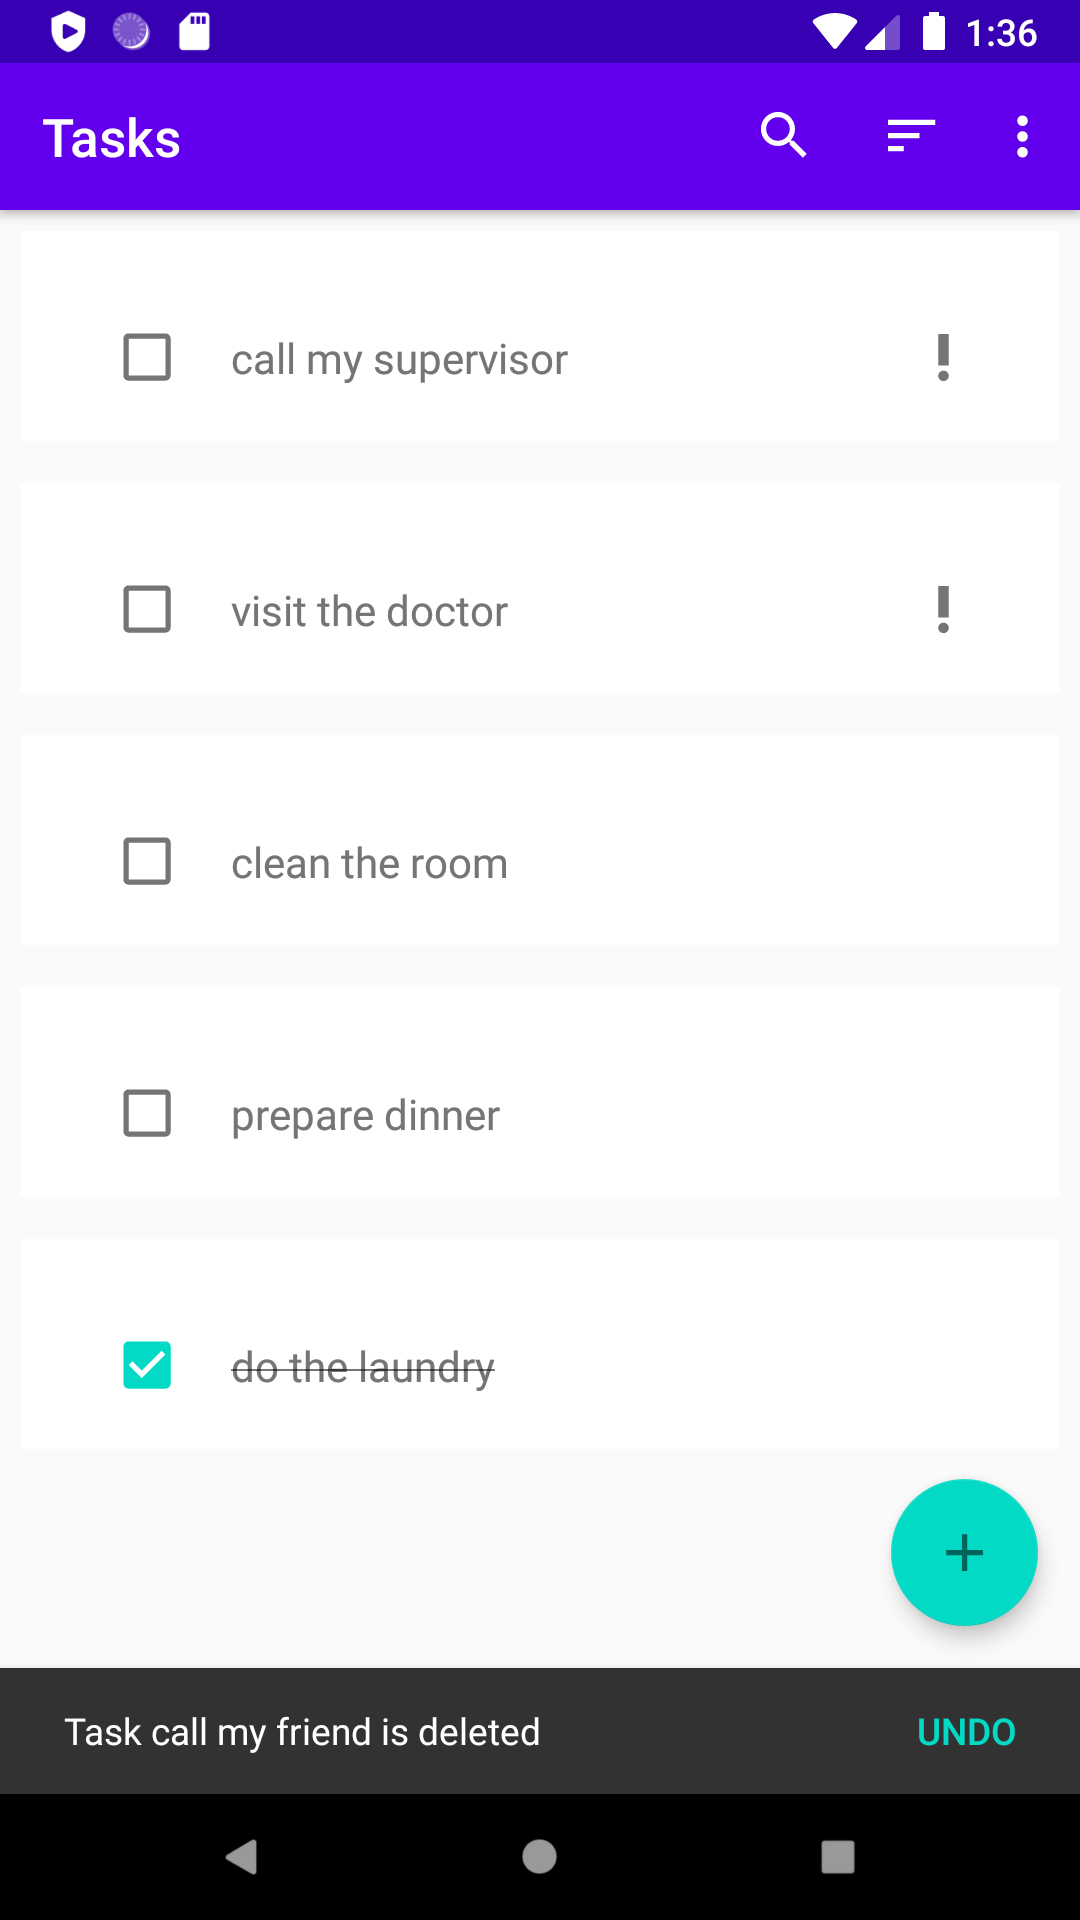 1:36
Tasks
call my supervisor
visit the doctor
clean the room
prepare dinner
do the laundry
Task call my friend is deleted UNDO